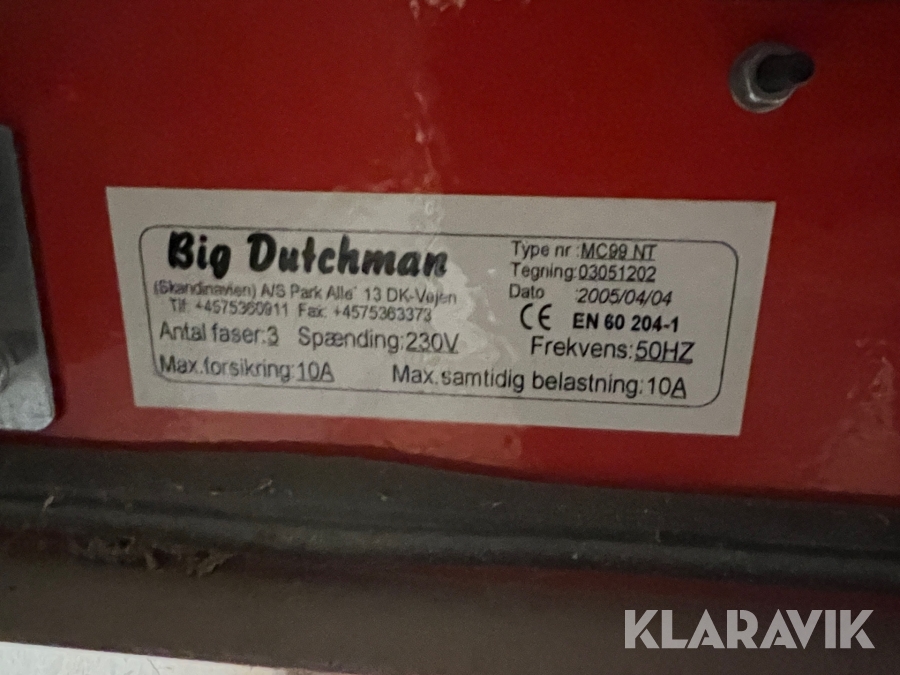 Big Dutchman
(Skandinavien) A/S Park Alle' 13 DK-Vejen
Tlf: +4575360911 Fax: +4575363373
Type nr :MC99 NT
Tegning:03051202
Dato :2005/04/04
CE EN 60 204-1
Antal faser:3 Spænding:230V Frekvens:50HZ
Max.forsikring:10A Max.samtidig belastning:10A
KLARAVIK